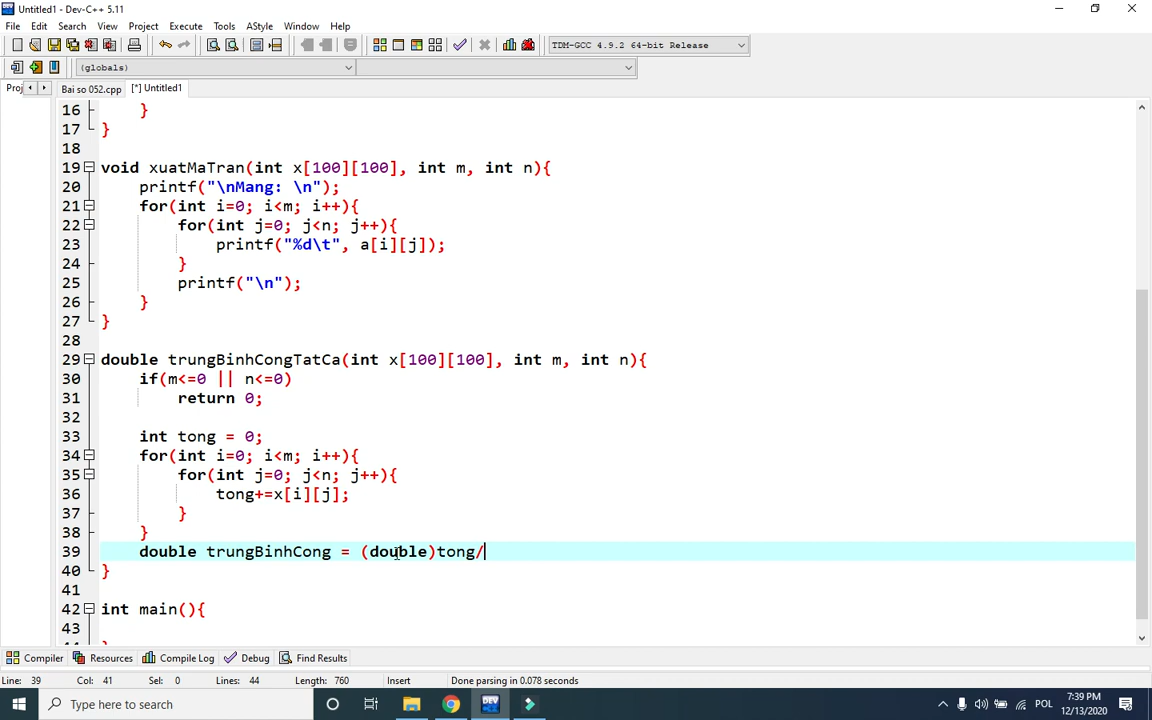 Untitled1 - Dev-C++ 5.11
File Edit Search View Project Execute Tools AStyle Window Help
TDM-GCC 4.9.2 64-bit Release
(globals)
Proj Bai so 052.cpp [*] Untitled1
16 }
17 }
18
19 void xuatMaTran(int x[100][100], int m, int n){
20 printf("\nMang: \n");
21 for(int i=0; i<m; i++){
22 for(int j=0; j<n; j++){
23 printf("%d\t", a[i][j]);
24 }
25 printf("\n");
26 }
27 }
28
29 double trungBinhCongTatCa(int x[100][100], int m, int n){
30 if(m<=0 || n<=0)
31 return 0;
32
33 int tong = 0;
34 for(int i=0; i<m; i++){
35 for(int j=0; j<n; j++){
36 tong+=x[i][j];
37 }
38 }
39 double trungBinhCong = (double)tong/
40 }
41
42 int main(){
43
Compiler Resources Compile Log Debug Find Results
Line: 39 Col: 41 Sel: 0 Lines: 44 Length: 760 Insert Done parsing in 0.078 seconds
Type here to search
DEV
POL
7:39 PM
12/13/2020